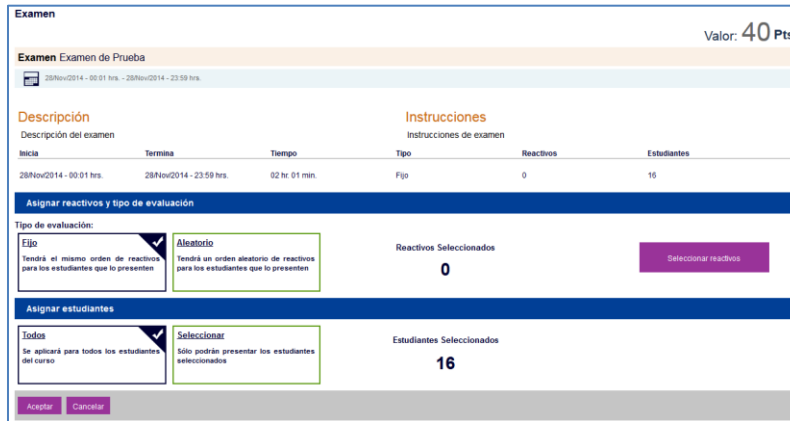 Examen
Valor: 40 Pts
Examen Examen de Prueba
28/Nov/2014 - 00:01 hrs. - 28/Nov/2014 - 23:59 hrs.
Descripción
Instrucciones
Descripción del examen
Instrucciones de examen
Inicia Termina Tiempo Tipo Reactivos Estudiantes
28/Nov/2014 - 00:01 hrs. 28/Nov/2014 - 23:59 hrs. 02 hr. 01 min. Fijo 0 16
Asignar reactivos y tipo de evaluación
Tipo de evaluación:
Fijo
Tendrá el mismo orden de reactivos
para los estudiantes que lo presenten
Aleatorio
Tendrá un orden aleatorio de reactivos
para los estudiantes que lo presenten
Reactivos Seleccionados
0
Seleccionar reactivos
Asignar estudiantes
Todos
Se aplicará para todos los estudiantes
del curso
Seleccionar
Sólo podrán presentar los estudiantes
seleccionados
Estudiantes Seleccionados
16
Aceptar Cancelar